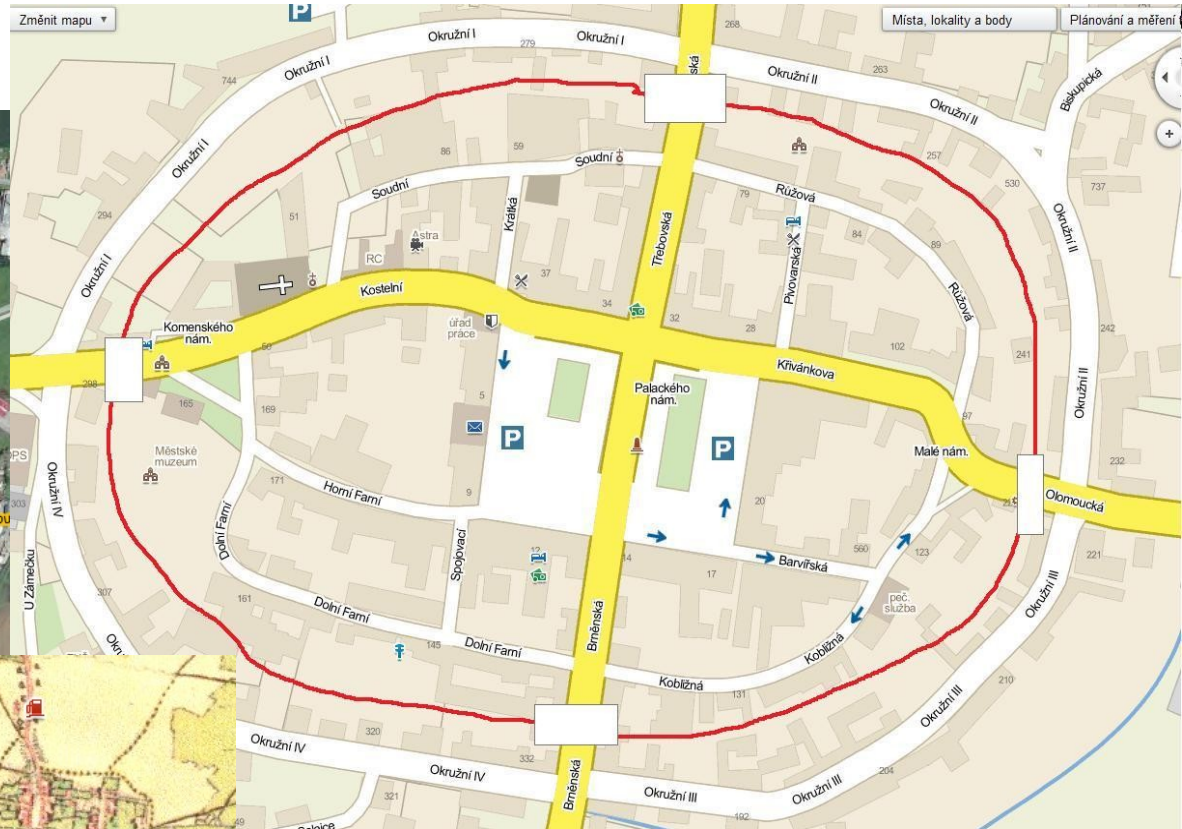 Změnit mapu
P
Místa, lokality a body
Plánování a měření
Okružní I
Okružní I
279
268
ská
Okružní I
744
Okružní II
263
Biskupická
Okružní II
Okružní I
86
59
Soudní
257
530
737
Soudní
Růžová
79
Okružní II
294
51
Krátká
Třebovská
Astra
RC
Pivovarská
84
89
Okružní I
37
Kostelní
34
32
28
Růžová
242
Komenského
nám.
úřad
práce
102
241
59
Křivánkova
298
Palackého
nám.
165
169
5
97
Okružní II
P
P
Malé nám.
Městské
muzeum
232
OPS
303
Okružní IV
171
Horní Farní
9
20
Olomoucká
Dolní Farní
Spojovací
12
14
17
Barvířská
560
123
221
U Zámečku
307
161
Dolní Farní
peč.
služba
Okružní III
145
Dolní Farní
Brněnská
Koblížná
Koblížná
131
210
Okružní III
Okružní IV
320
332
Okružní IV
321
Brněnská
Okružní III
Okružní III
204
192
49